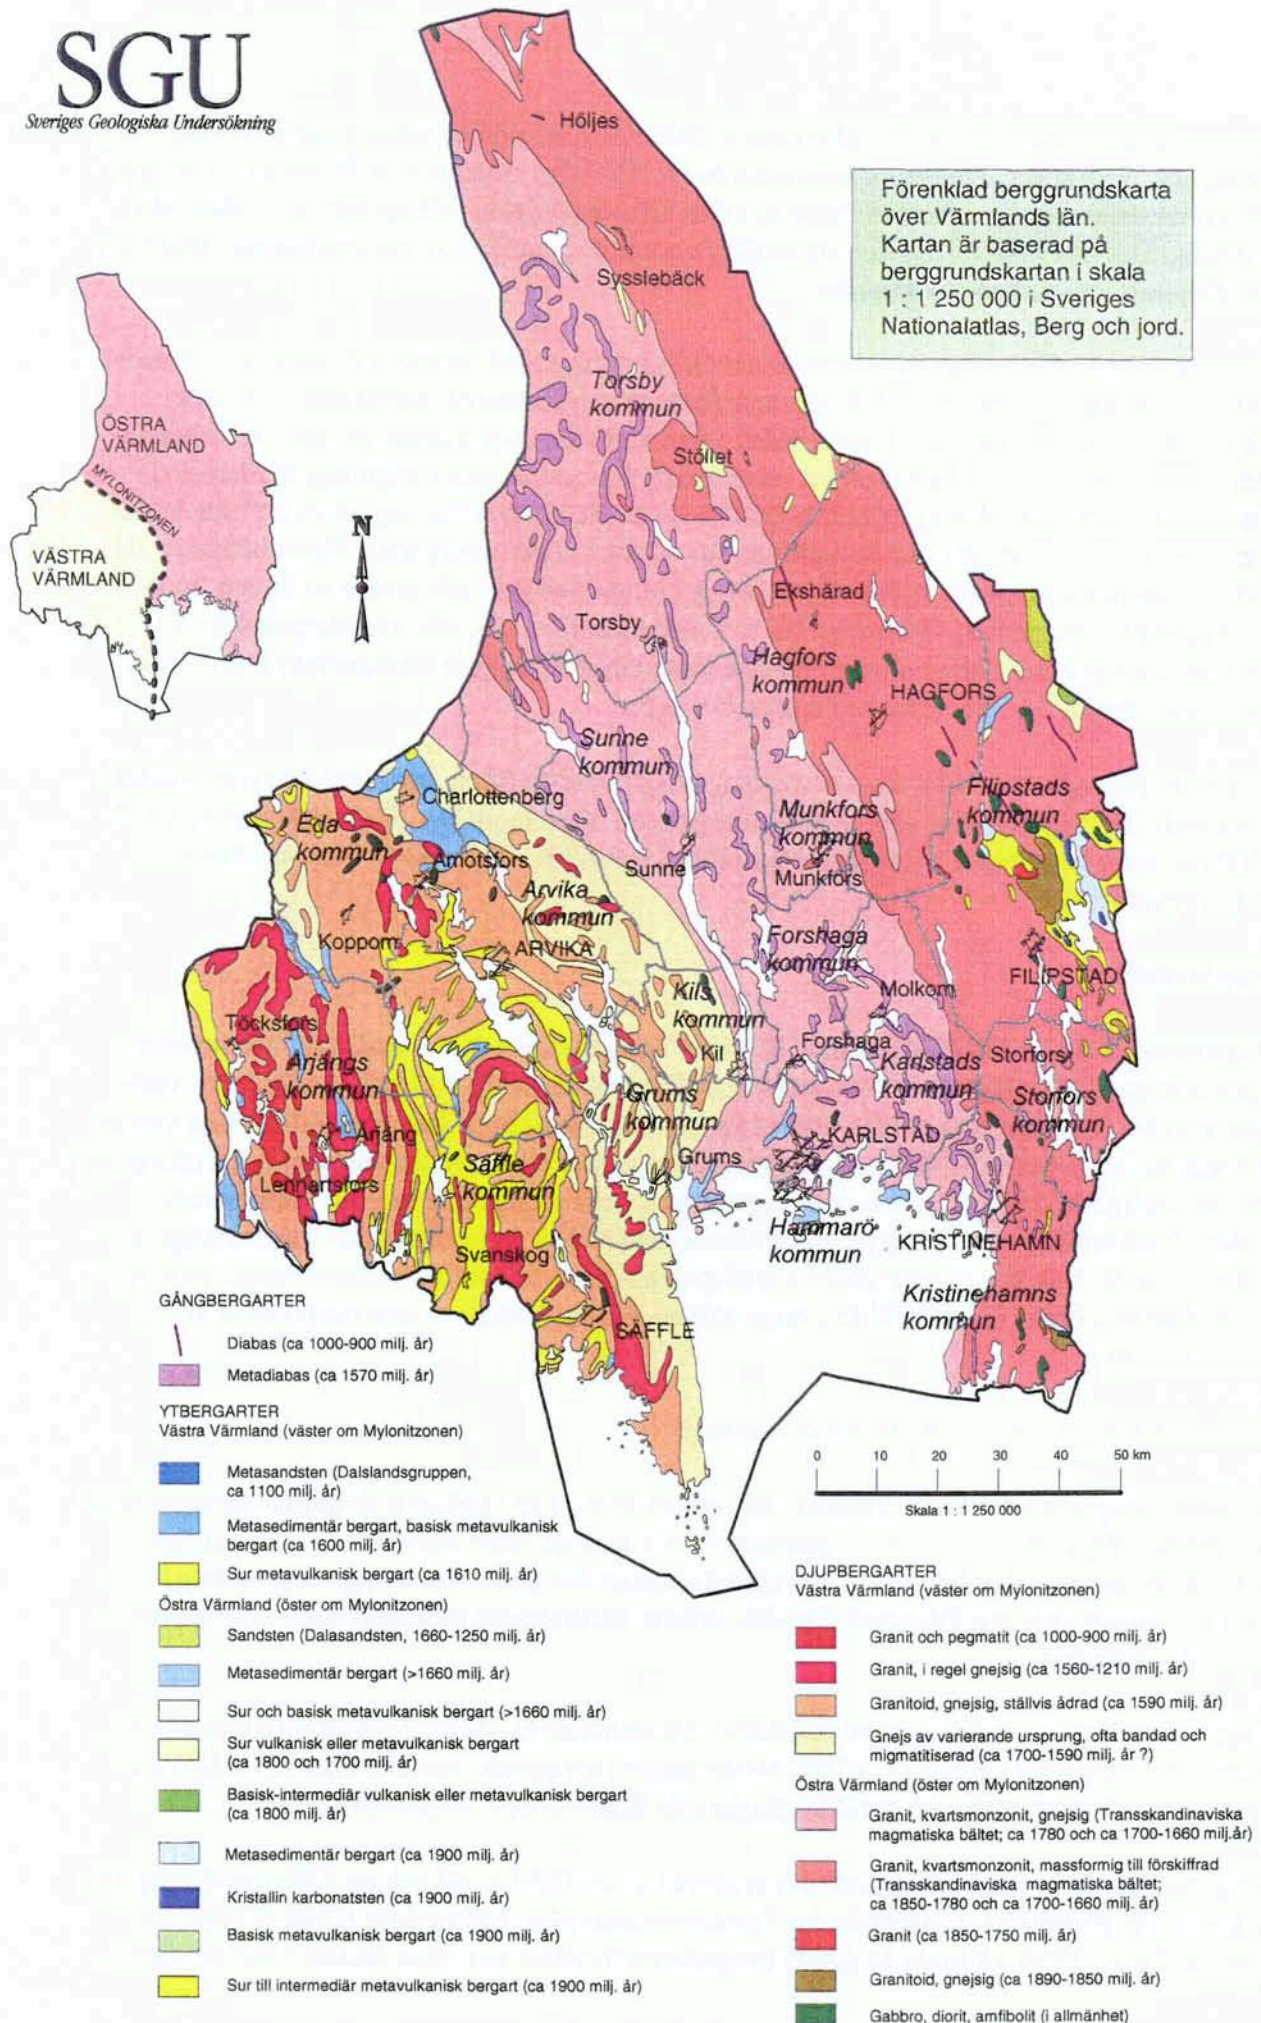 SGU
Sveriges Geologiska Undersökning
Förenklad berggrundskarta
över Värmlands län.
Kartan är baserad på
berggrundskartan i skala
1 : 1 250 000 i Sveriges
Nationalatlas, Berg och jord.
ÖSTRA
VÄRMLAND
MYLONITZONEN
VÄSTRA
VÄRMLAND
N
Höljes
Sysslebäck
Torsby
kommun
Stöllet
Ekshärad
Torsby
Hagfors
kommun
HAGFORS
Sunne
kommun
Filipstads
kommun
Charlottenberg
Munkfors
kommun
Eda
kommun
Åmotsfors
Sunne
Munkfors
Arvika
kommun
Koppom
ARVIKA
Forshaga
kommun
FILIPSTAD
Kils
kommun
Molkom
Töcksfors
Forshaga
Kil
Storfors
Årjängs
kommun
Karlstads
kommun
Grums
kommun
Storfors
kommun
Årjäng
KARLSTAD
Säffle
kommun
Grums
Lennartsfors
Hammarö
kommun
KRISTINEHAMN
Svanskog
Kristinehamns
kommun
SÄFFLE
GÅNGBERGARTER
Diabas (ca 1000-900 milj. år)
Metadiabas (ca 1570 milj. år)
YTBERGARTER
Västra Värmland (väster om Mylonitzonen)
Metasandsten (Dalslandsgruppen,
ca 1100 milj. år)
Metasedimentär bergart, basisk metavulkanisk
bergart (ca 1600 milj. år)
Sur metavulkanisk bergart (ca 1610 milj. år)
Östra Värmland (öster om Mylonitzonen)
Sandsten (Dalasandsten, 1660-1250 milj. år)
Metasedimentär bergart (>1660 milj. år)
Sur och basisk metavulkanisk bergart (>1660 milj. år)
Sur vulkanisk eller metavulkanisk bergart
(ca 1800 och 1700 milj. år)
Basisk-intermediär vulkanisk eller metavulkanisk bergart
(ca 1800 milj. år)
Metasedimentär bergart (ca 1900 milj. år)
Kristallin karbonatsten (ca 1900 milj. år)
Basisk metavulkanisk bergart (ca 1900 milj. år)
Sur till intermediär metavulkanisk bergart (ca 1900 milj. år)
0 10 20 30 40 50 km
Skala 1 : 1 250 000
DJUPBERGARTER
Västra Värmland (väster om Mylonitzonen)
Granit och pegmatit (ca 1000-900 milj. år)
Granit, i regel gnejsig (ca 1560-1210 milj. år)
Granitoid, gnejsig, ställvis ådrad (ca 1590 milj. år)
Gnejs av varierande ursprung, ofta bandad och
migmatitiserad (ca 1700-1590 milj. år ?)
Östra Värmland (öster om Mylonitzonen)
Granit, kvartsmonzonit, gnejsig (Transskandinaviska
magmatiska bältet; ca 1780 och ca 1700-1660 milj.år)
Granit, kvartsmonzonit, massformig till förskiffrad
(Transskandinaviska magmatiska bältet;
ca 1850-1780 och ca 1700-1660 milj. år)
Granit (ca 1850-1750 milj. år)
Granitoid, gnejsig (ca 1890-1850 milj. år)
Gabbro, diorit, amfibolit (i allmänhet)